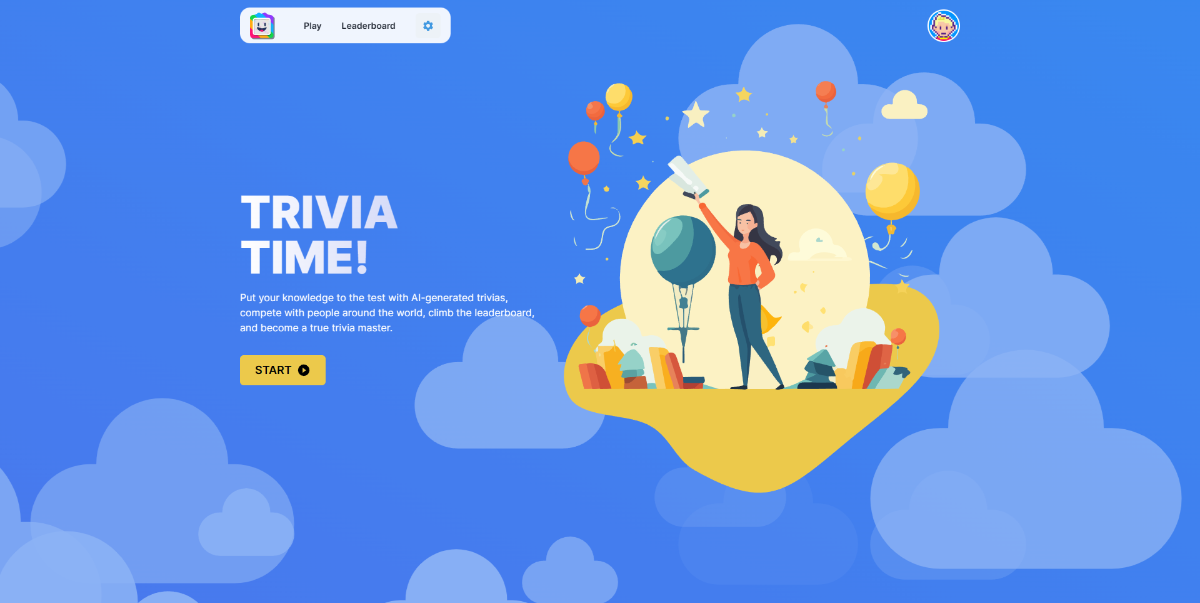 Play
Leaderboard
TRIVIA
TIME!
Put your knowledge to the test with AI-generated trivias,
compete with people around the world, climb the leaderboard,
and become a true trivia master.
START